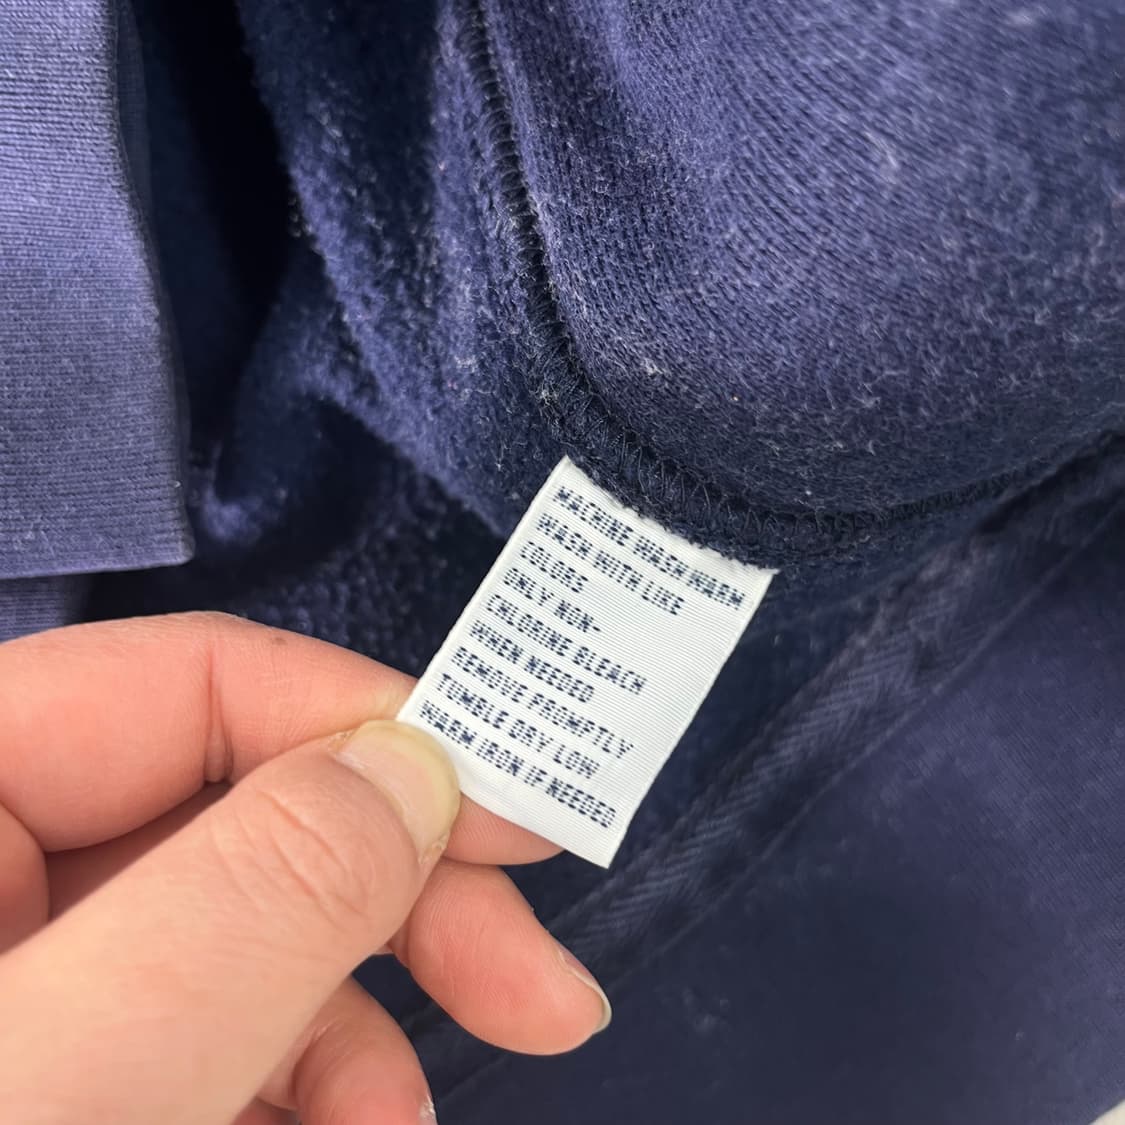 MACHINE WASH WARM
WASH WITH LIKE
COLORS
ONLY NON-
CHLORINE BLEACH
WHEN NEEDED
REMOVE PROMPTLY
TUMBLE DRY LOW
WARM IRON IF NEEDED